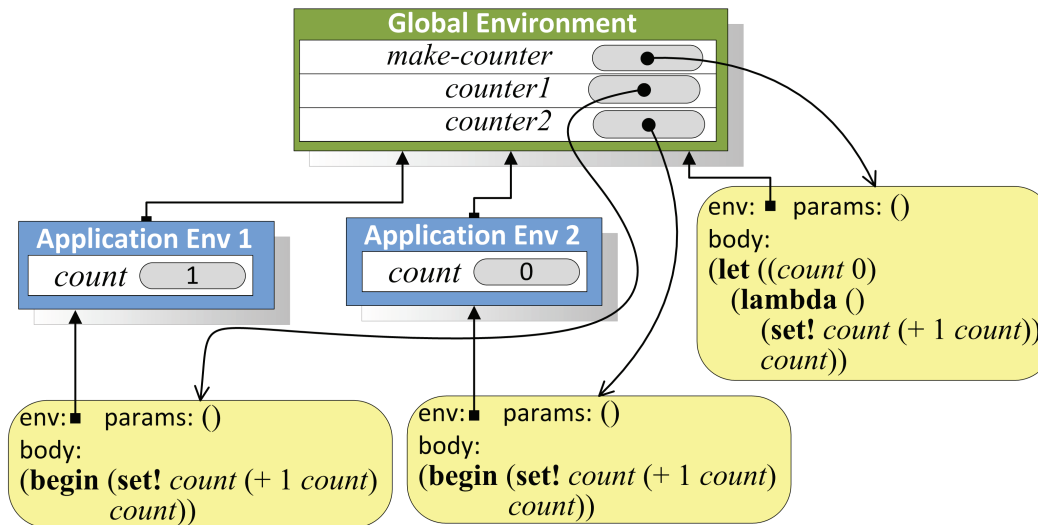 Global Environment
make-counter
counter1
counter2
Application Env 1
count 1
Application Env 2
count 0
env: params: ()
body:
(let ((count 0)
(lambda ()
(set! count (+ 1 count))
count))
env: params: ()
body:
(begin (set! count (+ 1 count)
count))
env: params: ()
body:
(begin (set! count (+ 1 count)
count))